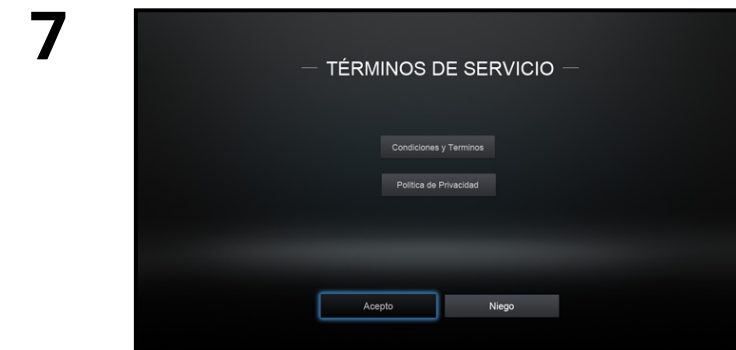 7
TÉRMINOS DE SERVICIO
Condiciones y Terminos
Política de Privacidad
Acepto
Niego